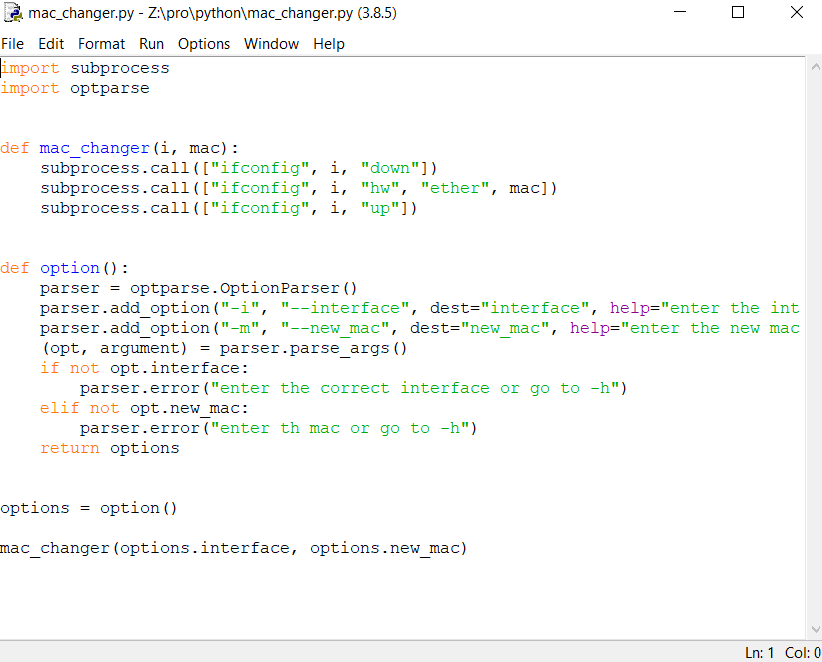 mac_changer.py - Z:\pro\python\mac_changer.py (3.8.5)
File Edit Format Run Options Window Help
import subprocess
import optparse
def mac_changer(i, mac):
    subprocess.call(["ifconfig", i, "down"])
    subprocess.call(["ifconfig", i, "hw", "ether", mac])
    subprocess.call(["ifconfig", i, "up"])
def option():
    parser = optparse.OptionParser()
    parser.add_option("-i", "--interface", dest="interface", help="enter the int
    parser.add_option("-m", "--new_mac", dest="new_mac", help="enter the new mac
    (opt, argument) = parser.parse_args()
    if not opt.interface:
        parser.error("enter the correct interface or go to -h")
    elif not opt.new_mac:
        parser.error("enter th mac or go to -h")
    return options
options = option()
mac_changer(options.interface, options.new_mac)
Ln: 1 Col: 0